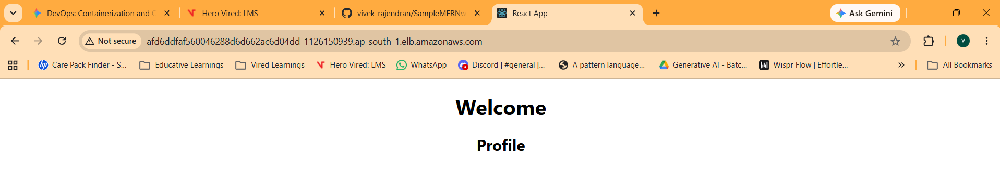 DevOps: Containerization and C
Hero Vired: LMS
vivek-rajendran/SampleMERNw
React App
Ask Gemini
Not secure
afd6ddfaf560046288d6d662ac6d04dd-1126150939.ap-south-1.elb.amazonaws.com
V
Care Pack Finder - S...
Educative Learnings
Vired Learnings
Hero Vired: LMS
WhatsApp
Discord | #general |...
A pattern language...
Generative AI - Batc...
Wispr Flow | Effortle...
All Bookmarks
Welcome
Profile